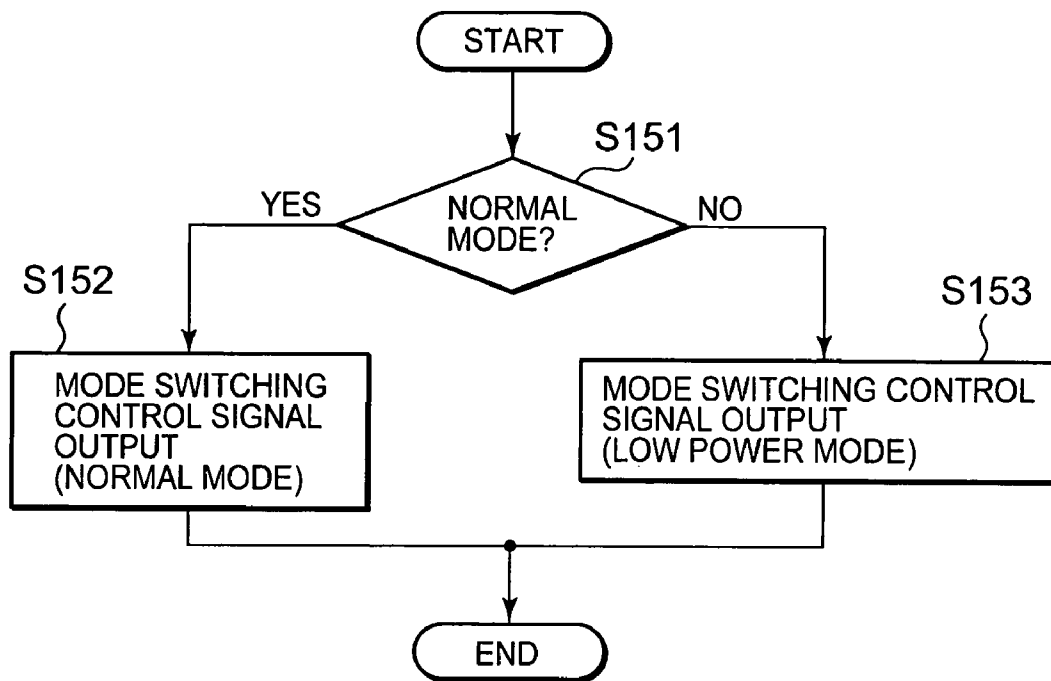 START
S151
YES
NORMAL
MODE?
NO
S152
S153
MODE SWITCHING
CONTROL SIGNAL
OUTPUT
(NORMAL MODE)
MODE SWITCHING CONTROL
SIGNAL OUTPUT
(LOW POWER MODE)
END